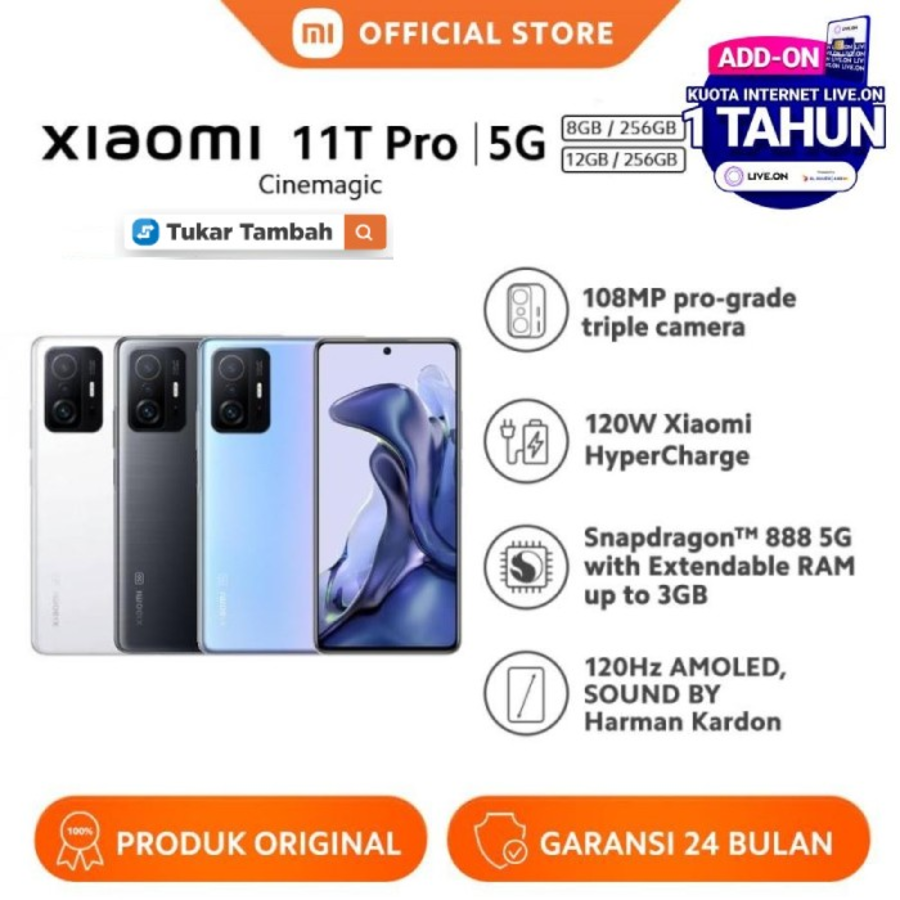 mi OFFICIAL STORE
ADD-ON
KUOTA INTERNET LIVE.ON
1 TAHUN
LIVE.ON
XIAOMI 11T Pro | 5G
8GB / 256GB
12GB / 256GB
Cinemagic
Tukar Tambah
108MP pro-grade
triple camera
120W Xiaomi
HyperCharge
Snapdragon™ 888 5G
with Extendable RAM
up to 3GB
120Hz AMOLED,
SOUND BY
Harman Kardon
100%
PRODUK ORIGINAL
GARANSI 24 BULAN